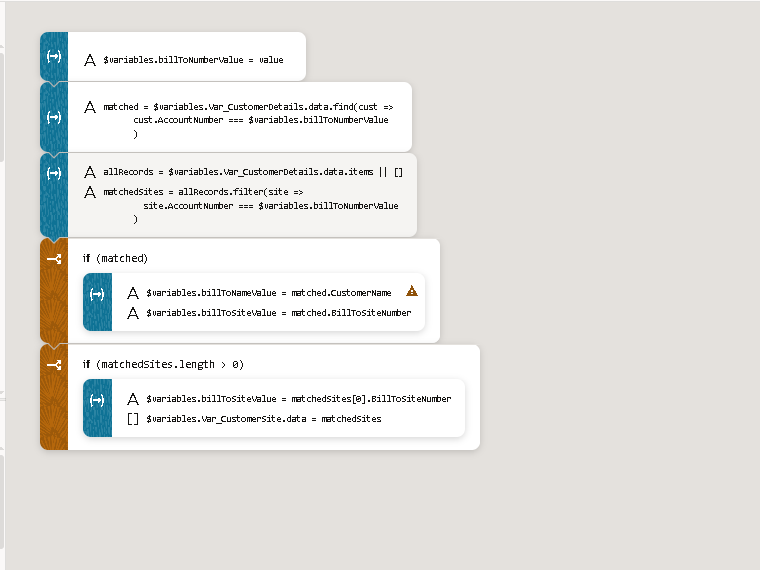 $variables.billToNumberValue = value
matched = $variables.Var_CustomerDetails.data.find(cust =>
cust.AccountNumber === $variables.billToNumberValue
)
allRecords = $variables.Var_CustomerDetails.data.items || []
matchedSites = allRecords.filter(site =>
site.AccountNumber === $variables.billToNumberValue
)
if (matched)
$variables.billToNameValue = matched.CustomerName
$variables.billToSiteValue = matched.BillToSiteNumber
if (matchedSites.length > 0)
$variables.billToSiteValue = matchedSites[0].BillToSiteNumber
$variables.Var_CustomerSite.data = matchedSites